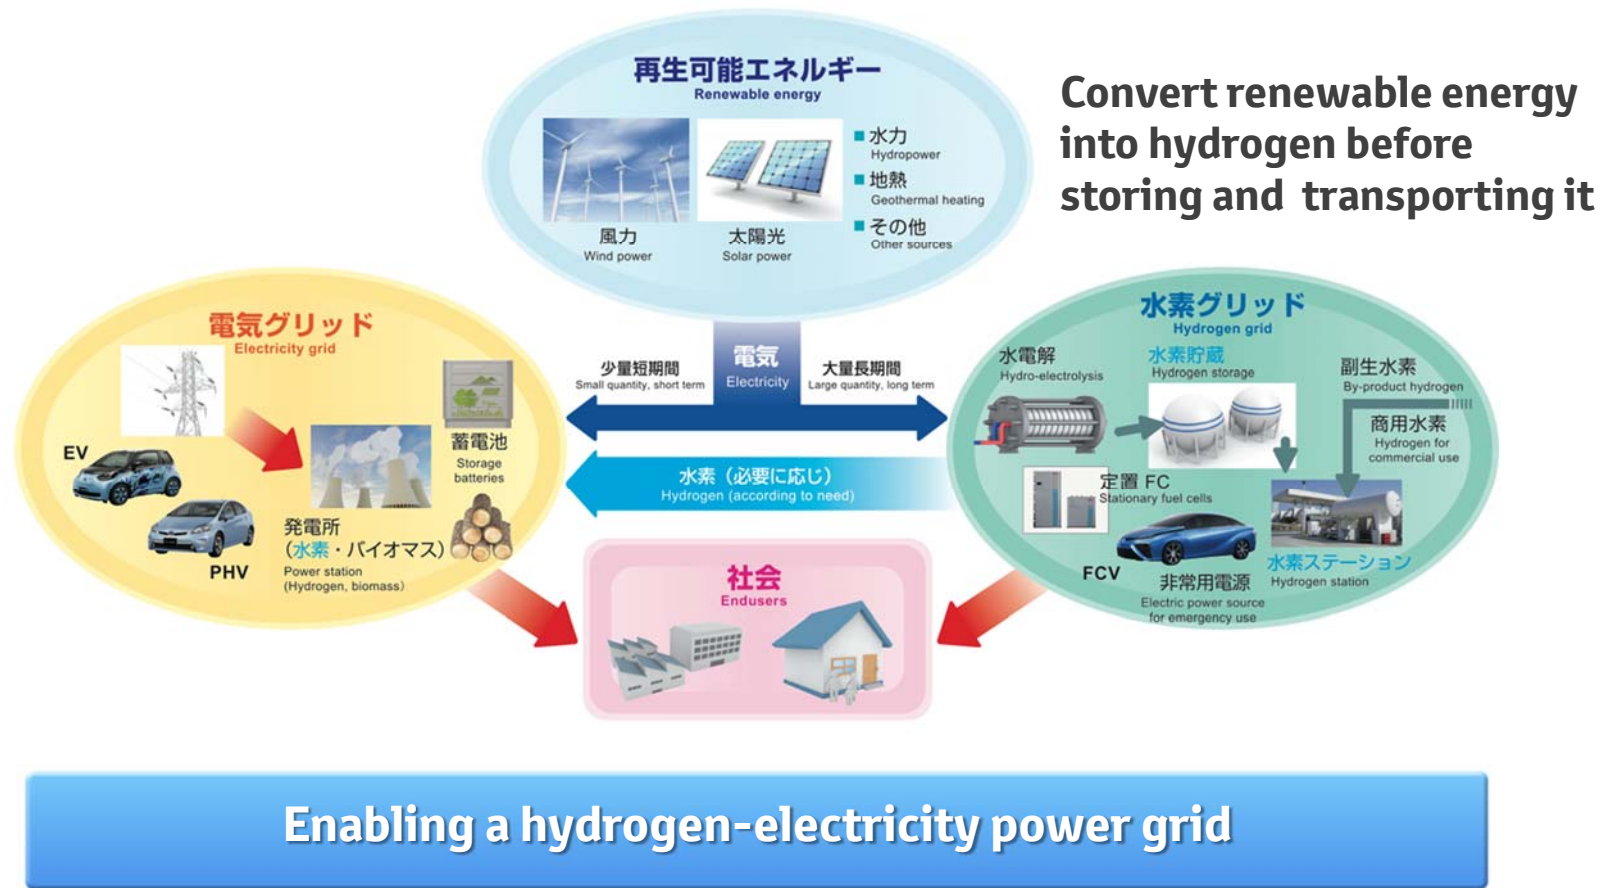 再生可能エネルギー
Renewable energy
水力
Hydropower
地熱
Geothermal heating
その他
Other sources
風力
Wind power
太陽光
Solar power
Convert renewable energy
into hydrogen before
storing and transporting it
電気グリッド
Electricity grid
EV
PHV
蓄電池
Storage
batteries
発電所
(水素・バイオマス)
Power station
(Hydrogen, biomass)
少量短期間
Small quantity, short term
電気
Electricity
大量長期間
Large quantity, long term
水素(必要に応じ)
Hydrogen (according to need)
水素グリッド
Hydrogen grid
水電解
Hydro-electrolysis
水素貯蔵
Hydrogen storage
副生水素
By-product hydrogen
商用水素
Hydrogen for
commercial use
定置 FC
Stationary fuel cells
FCV
非常用電源
Electric power source
for emergency use
水素ステーション
Hydrogen station
社会
Endusers
Enabling a hydrogen-electricity power grid